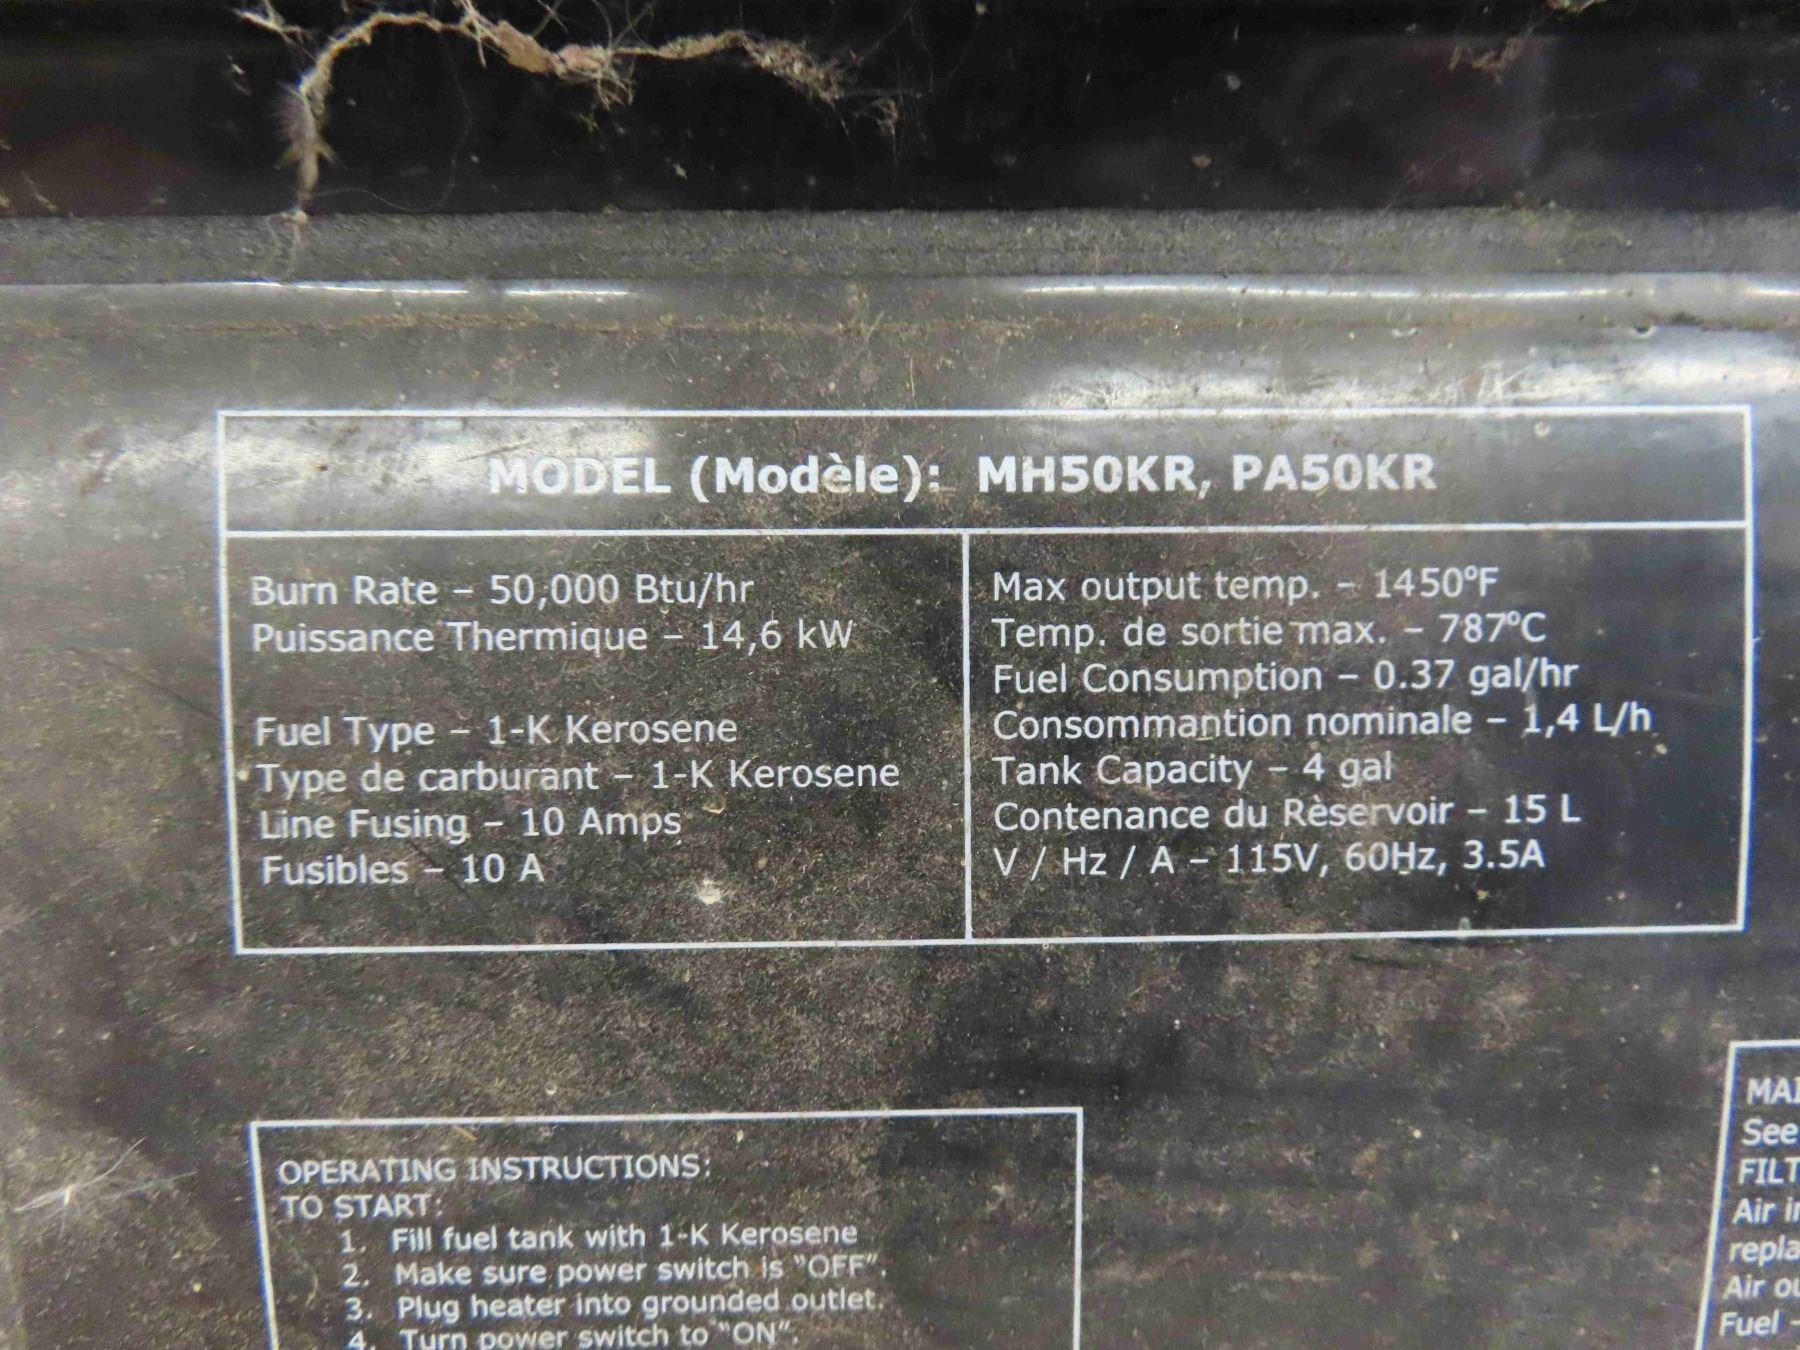 MODEL (Modèle): MH50KR, PA50KR
Burn Rate – 50,000 Btu/hr
Puissance Thermique – 14,6 kW
Fuel Type – 1-K Kerosene
Type de carburant – 1-K Kerosene
Line Fusing – 10 Amps
Fusibles – 10 A
Max output temp. – 1450ºF
Temp. de sortie max. – 787ºC
Fuel Consumption – 0.37 gal/hr
Consommantion nominale – 1,4 L/h
Tank Capacity – 4 gal
Contenance du Rèservoir – 15 L
V / Hz / A – 115V, 60Hz, 3.5A
OPERATING INSTRUCTIONS:
TO START:
1. Fill fuel tank with 1-K Kerosene
2. Make sure power switch is "OFF".
3. Plug heater into grounded outlet.
4. Turn power switch to "ON".
See
Air
Air
Fuel –